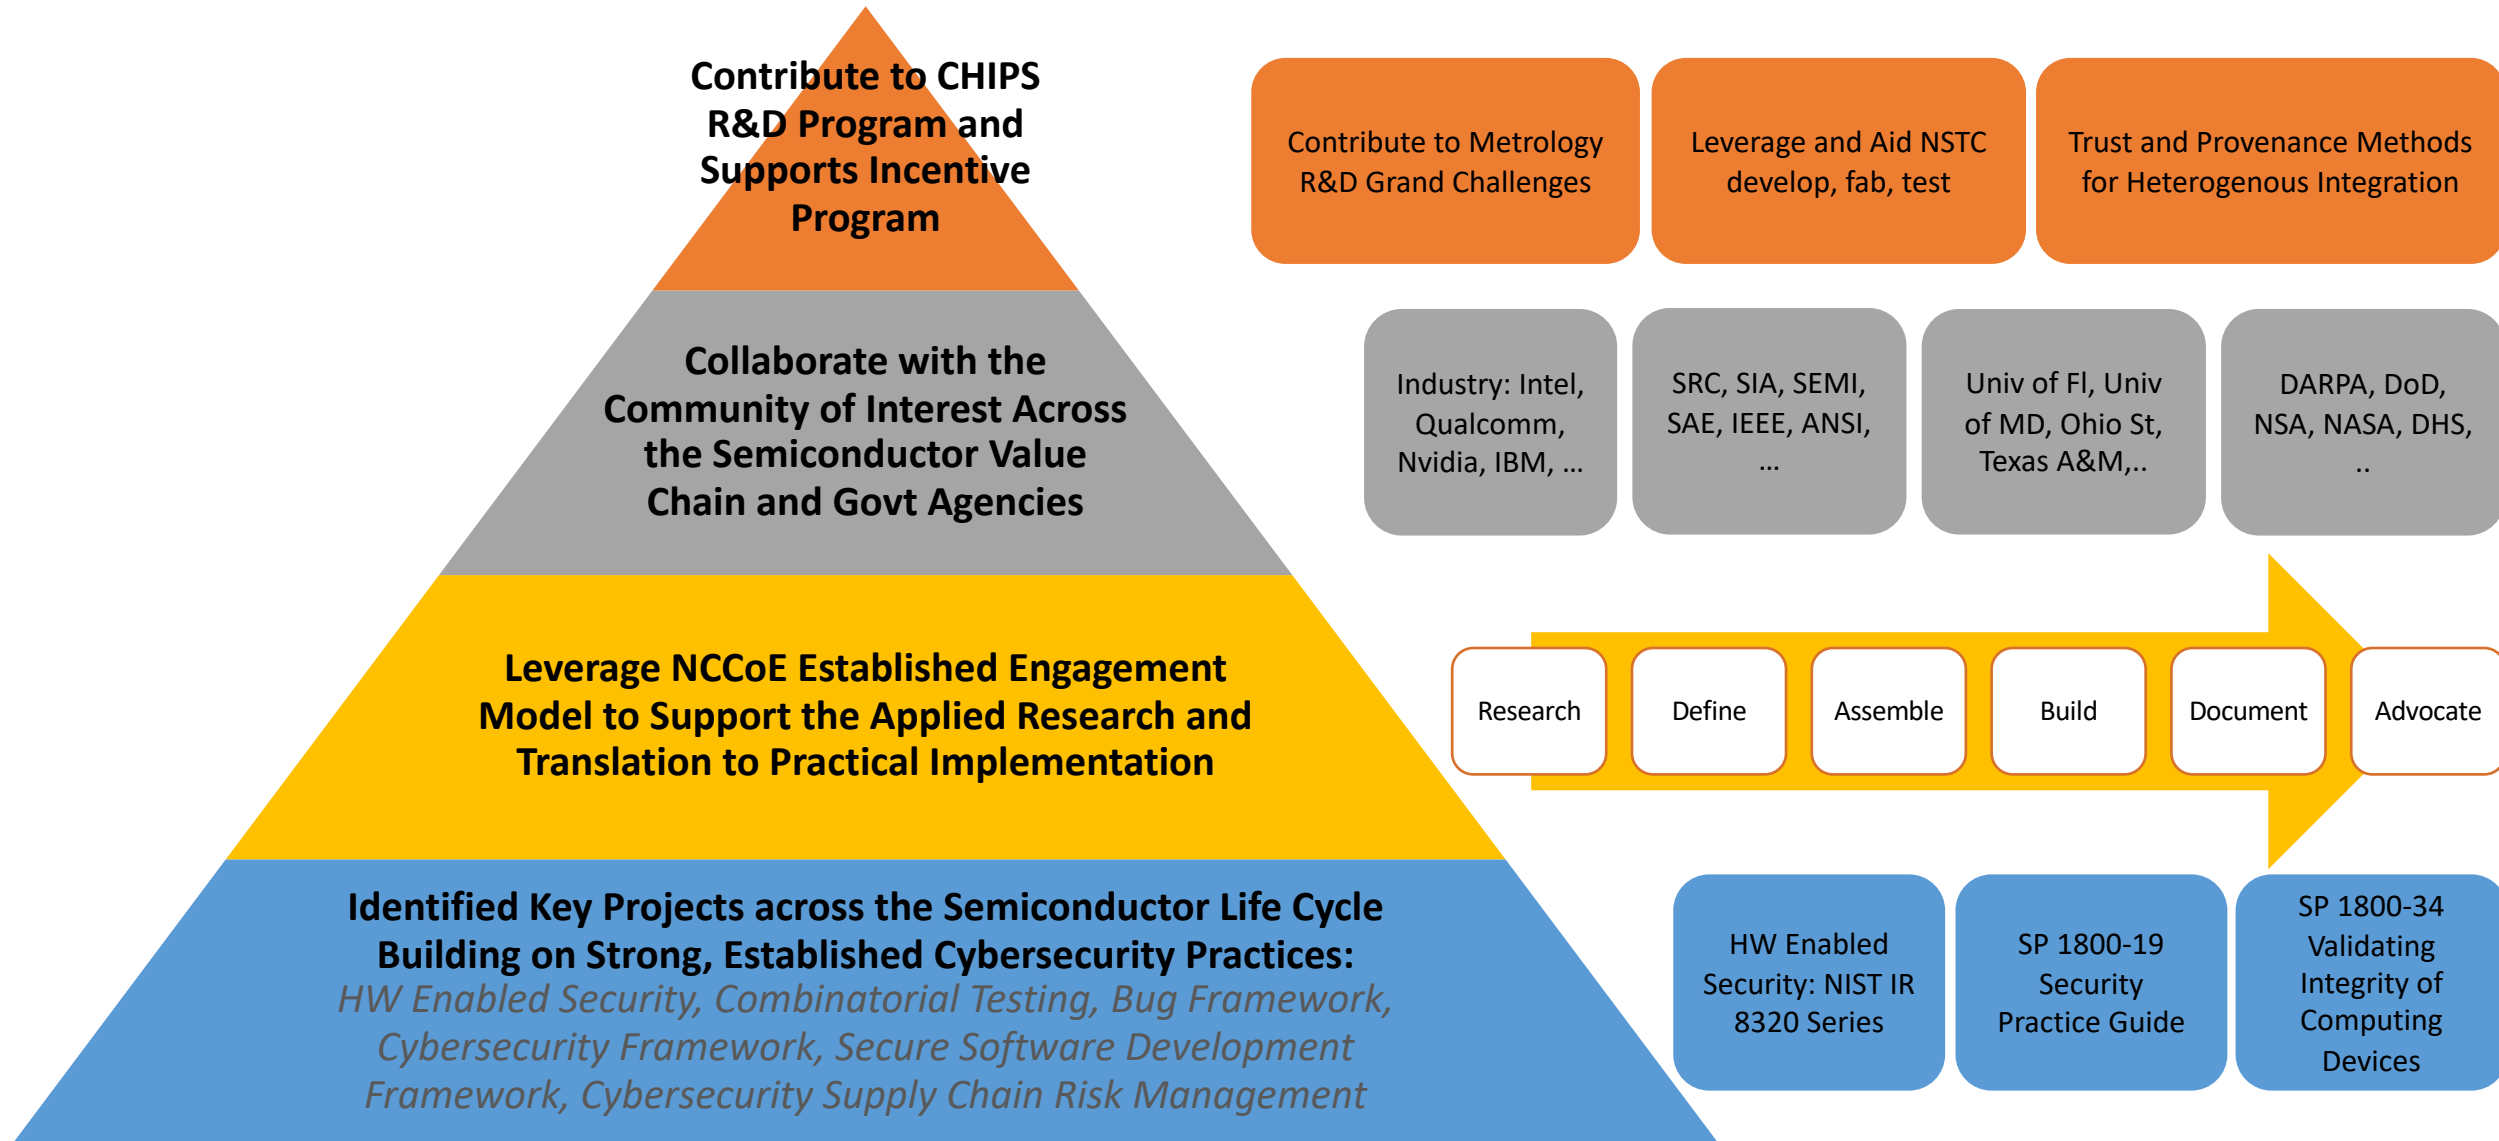 Contribute to CHIPS
R&D Program and
Supports Incentive
Program
Contribute to Metrology
R&D Grand Challenges
Leverage and Aid NSTC
develop, fab, test
Trust and Provenance Methods
for Heterogenous Integration
Collaborate with the
Community of Interest Across
the Semiconductor Value
Chain and Govt Agencies
Industry: Intel,
Qualcomm,
Nvidia, IBM, ...
SRC, SIA, SEMI,
SAE, IEEE, ANSI,
...
Univ of Fl, Univ
of MD, Ohio St,
Texas A&M,..
DARPA, DoD,
NSA, NASA, DHS,
..
Leverage NCCoE Established Engagement
Model to Support the Applied Research and
Translation to Practical Implementation
Research
Define
Assemble
Build
Document
Advocate
Identified Key Projects across the Semiconductor Life Cycle
Building on Strong, Established Cybersecurity Practices:
HW Enabled Security, Combinatorial Testing, Bug Framework,
Cybersecurity Framework, Secure Software Development
Framework, Cybersecurity Supply Chain Risk Management
HW Enabled
Security: NIST IR
8320 Series
SP 1800-19
Security
Practice Guide
SP 1800-34
Validating
Integrity of
Computing
Devices